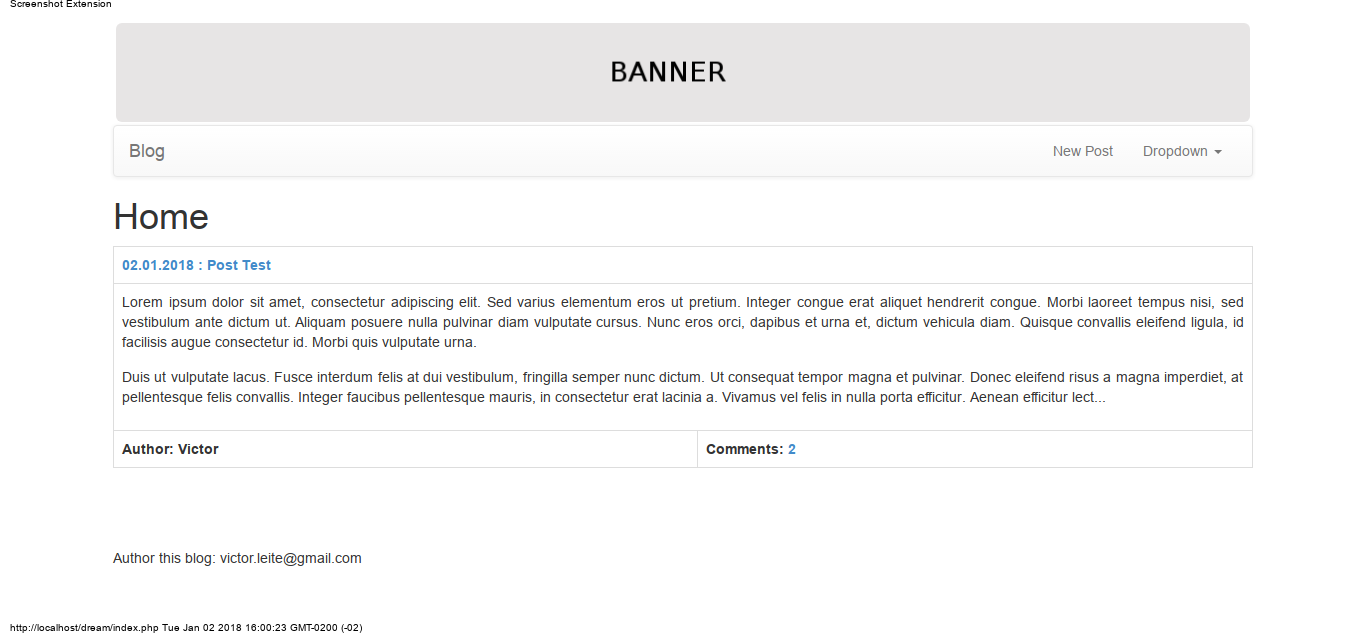 Screenshot Extension
BANNER
Blog New Post Dropdown
Home
02.01.2018 : Post Test
Lorem ipsum dolor sit amet, consectetur adipiscing elit. Sed varius elementum eros ut pretium. Integer congue erat aliquet hendrerit congue. Morbi laoreet tempus nisi, sed
vestibulum ante dictum ut. Aliquam posuere nulla pulvinar diam vulputate cursus. Nunc eros orci, dapibus et urna et, dictum vehicula diam. Quisque convallis eleifend ligula, id
facilisis augue consectetur id. Morbi quis vulputate urna.
Duis ut vulputate lacus. Fusce interdum felis at dui vestibulum, fringilla semper nunc dictum. Ut consequat tempor magna et pulvinar. Donec eleifend risus a magna imperdiet, at
pellentesque felis convallis. Integer faucibus pellentesque mauris, in consectetur erat lacinia a. Vivamus vel felis in nulla porta efficitur. Aenean efficitur lect...
Author: Victor Comments: 2
Author this blog: victor.leite@gmail.com
http://localhost/dream/index.php Tue Jan 02 2018 16:00:23 GMT-0200 (-02)